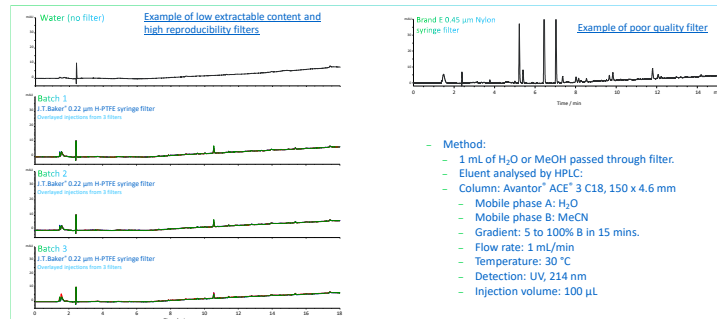 Water (no filter)
Example of low extractable content and
high reproducibility filters
Batch 1
J.T.Baker® 0.22 µm H-PTFE syringe filter
Overlayed injections from 3 filters
Batch 2
J.T.Baker® 0.22 µm H-PTFE syringe filter
Overlayed injections from 3 filters
Batch 3
J.T.Baker® 0.22 µm H-PTFE syringe filter
Overlayed injections from 3 filters
0 2 4 6 8 10 12 14 16 18
Brand E 0.45 µm Nylon
syringe filter
Example of poor quality filter
0 2 4 6 8 10 12 14
Time / min
– Method:
– 1 mL of H₂O or MeOH passed through filter.
– Eluent analysed by HPLC:
– Column: Avantor® ACE® 3 C18, 150 x 4.6 mm
– Mobile phase A: H₂O
– Mobile phase B: MeCN
– Gradient: 5 to 100% B in 15 mins.
– Flow rate: 1 mL/min
– Temperature: 30 °C
– Detection: UV, 214 nm
– Injection volume: 100 µL